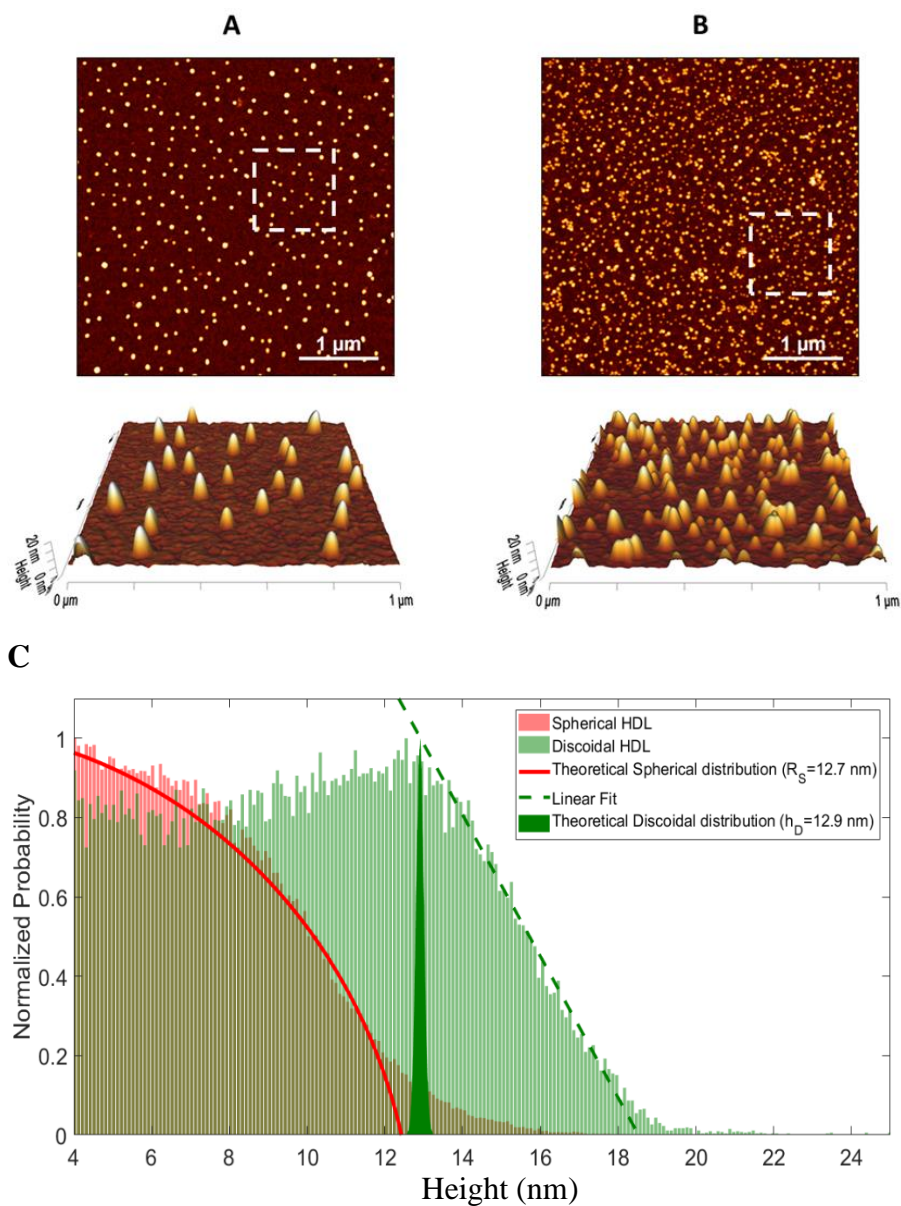 A
B
1 µm
1 µm
20 nm
0 nm
Height
0 µm
1 µm
20 nm
0 nm
Height
0 µm
1 µm
C
Spherical HDL
Discoidal HDL
Theoretical Spherical distribution (R_S=12.7 nm)
Linear Fit
Theoretical Discoidal distribution (h_D=12.9 nm)
1
0.8
0.6
0.4
0.2
0
Normalized Probability
4 6 8 10 12 14 16 18 20 22 24
Height (nm)